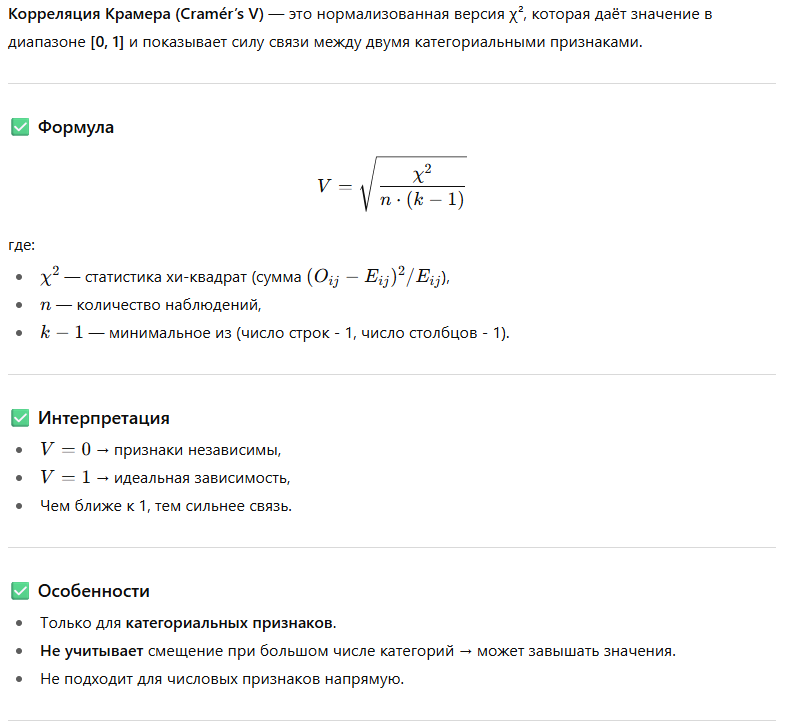 Корреляция Крамера (Cramér’s V) — это нормализованная версия χ², которая даёт значение в
диапазоне [0, 1] и показывает силу связи между двумя категориальными признаками.
✅ Формула
V = √(χ² / (n · (k − 1)))
где:
• χ² — статистика хи-квадрат (сумма (Oᵢⱼ − Eᵢⱼ)²/Eᵢⱼ),
• n — количество наблюдений,
• k − 1 — минимальное из (число строк - 1, число столбцов - 1).
✅ Интерпретация
• V = 0 → признаки независимы,
• V = 1 → идеальная зависимость,
• Чем ближе к 1, тем сильнее связь.
✅ Особенности
• Только для категориальных признаков.
• Не учитывает смещение при большом числе категорий → может завышать значения.
• Не подходит для числовых признаков напрямую.